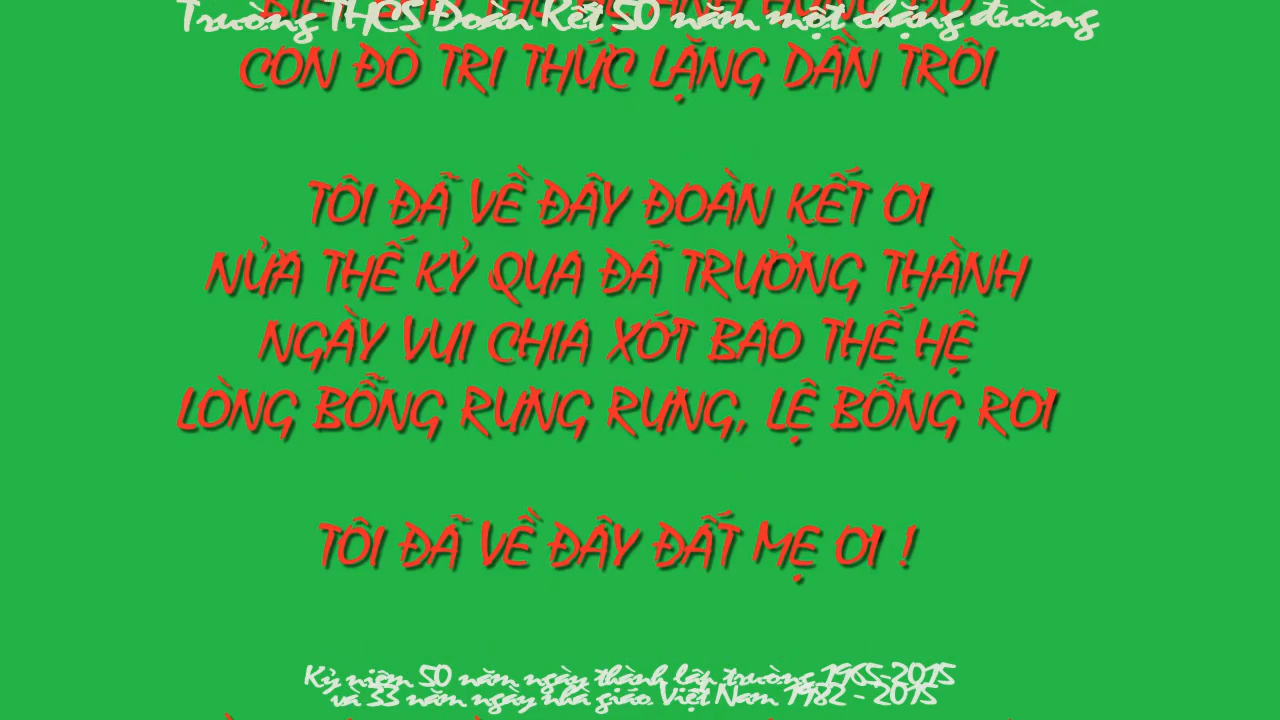 Trường THCS Đoàn Kết 50 năm một chặng đường
CON ĐÒ TRI THỨC LẶNG DẦN TRÔI
TÔI ĐÃ VỀ ĐÂY ĐOÀN KẾT ƠI
NỬA THẾ KỶ QUA ĐÃ TRƯỞNG THÀNH
NGÀY VUI CHIA XỚT BAO THẾ HỆ
LÒNG BỖNG RƯNG RƯNG, LỆ BỖNG RƠI
TÔI ĐÃ VỀ ĐÂY ĐẤT MẸ ƠI !
Kỷ niệm 50 năm ngày thành lập trường 1965-2015
và 33 năm ngày nhà giáo Việt Nam 1982 - 2015